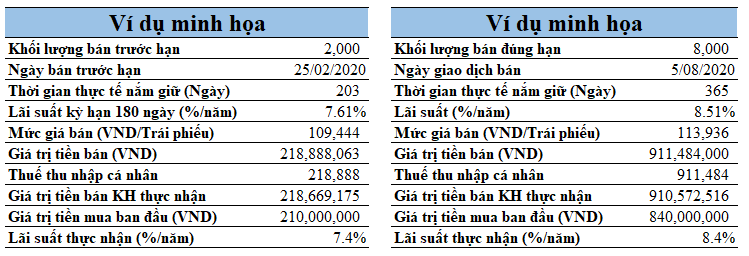 Ví dụ minh họa
Khối lượng bán trước hạn 2,000
Ngày bán trước hạn 25/02/2020
Thời gian thực tế nắm giữ (Ngày) 203
Lãi suất kỳ hạn 180 ngày (%/năm) 7.61%
Mức giá bán (VND/Trái phiếu) 109,444
Giá trị tiền bán (VND) 218,888,063
Thuế thu nhập cá nhân 218,888
Giá trị tiền bán KH thực nhận 218,669,175
Giá trị tiền mua ban đầu (VND) 210,000,000
Lãi suất thực nhận (%/năm) 7.4%
Ví dụ minh họa
Khối lượng bán đúng hạn 8,000
Ngày giao dịch bán 5/08/2020
Thời gian thực tế nắm giữ (Ngày) 365
Lãi suất (%/năm) 8.51%
Mức giá bán (VND/Trái phiếu) 113,936
Giá trị tiền bán (VND) 911,484,000
Thuế thu nhập cá nhân 911,484
Giá trị tiền bán KH thực nhận 910,572,516
Giá trị tiền mua ban đầu (VND) 840,000,000
Lãi suất thực nhận (%/năm) 8.4%